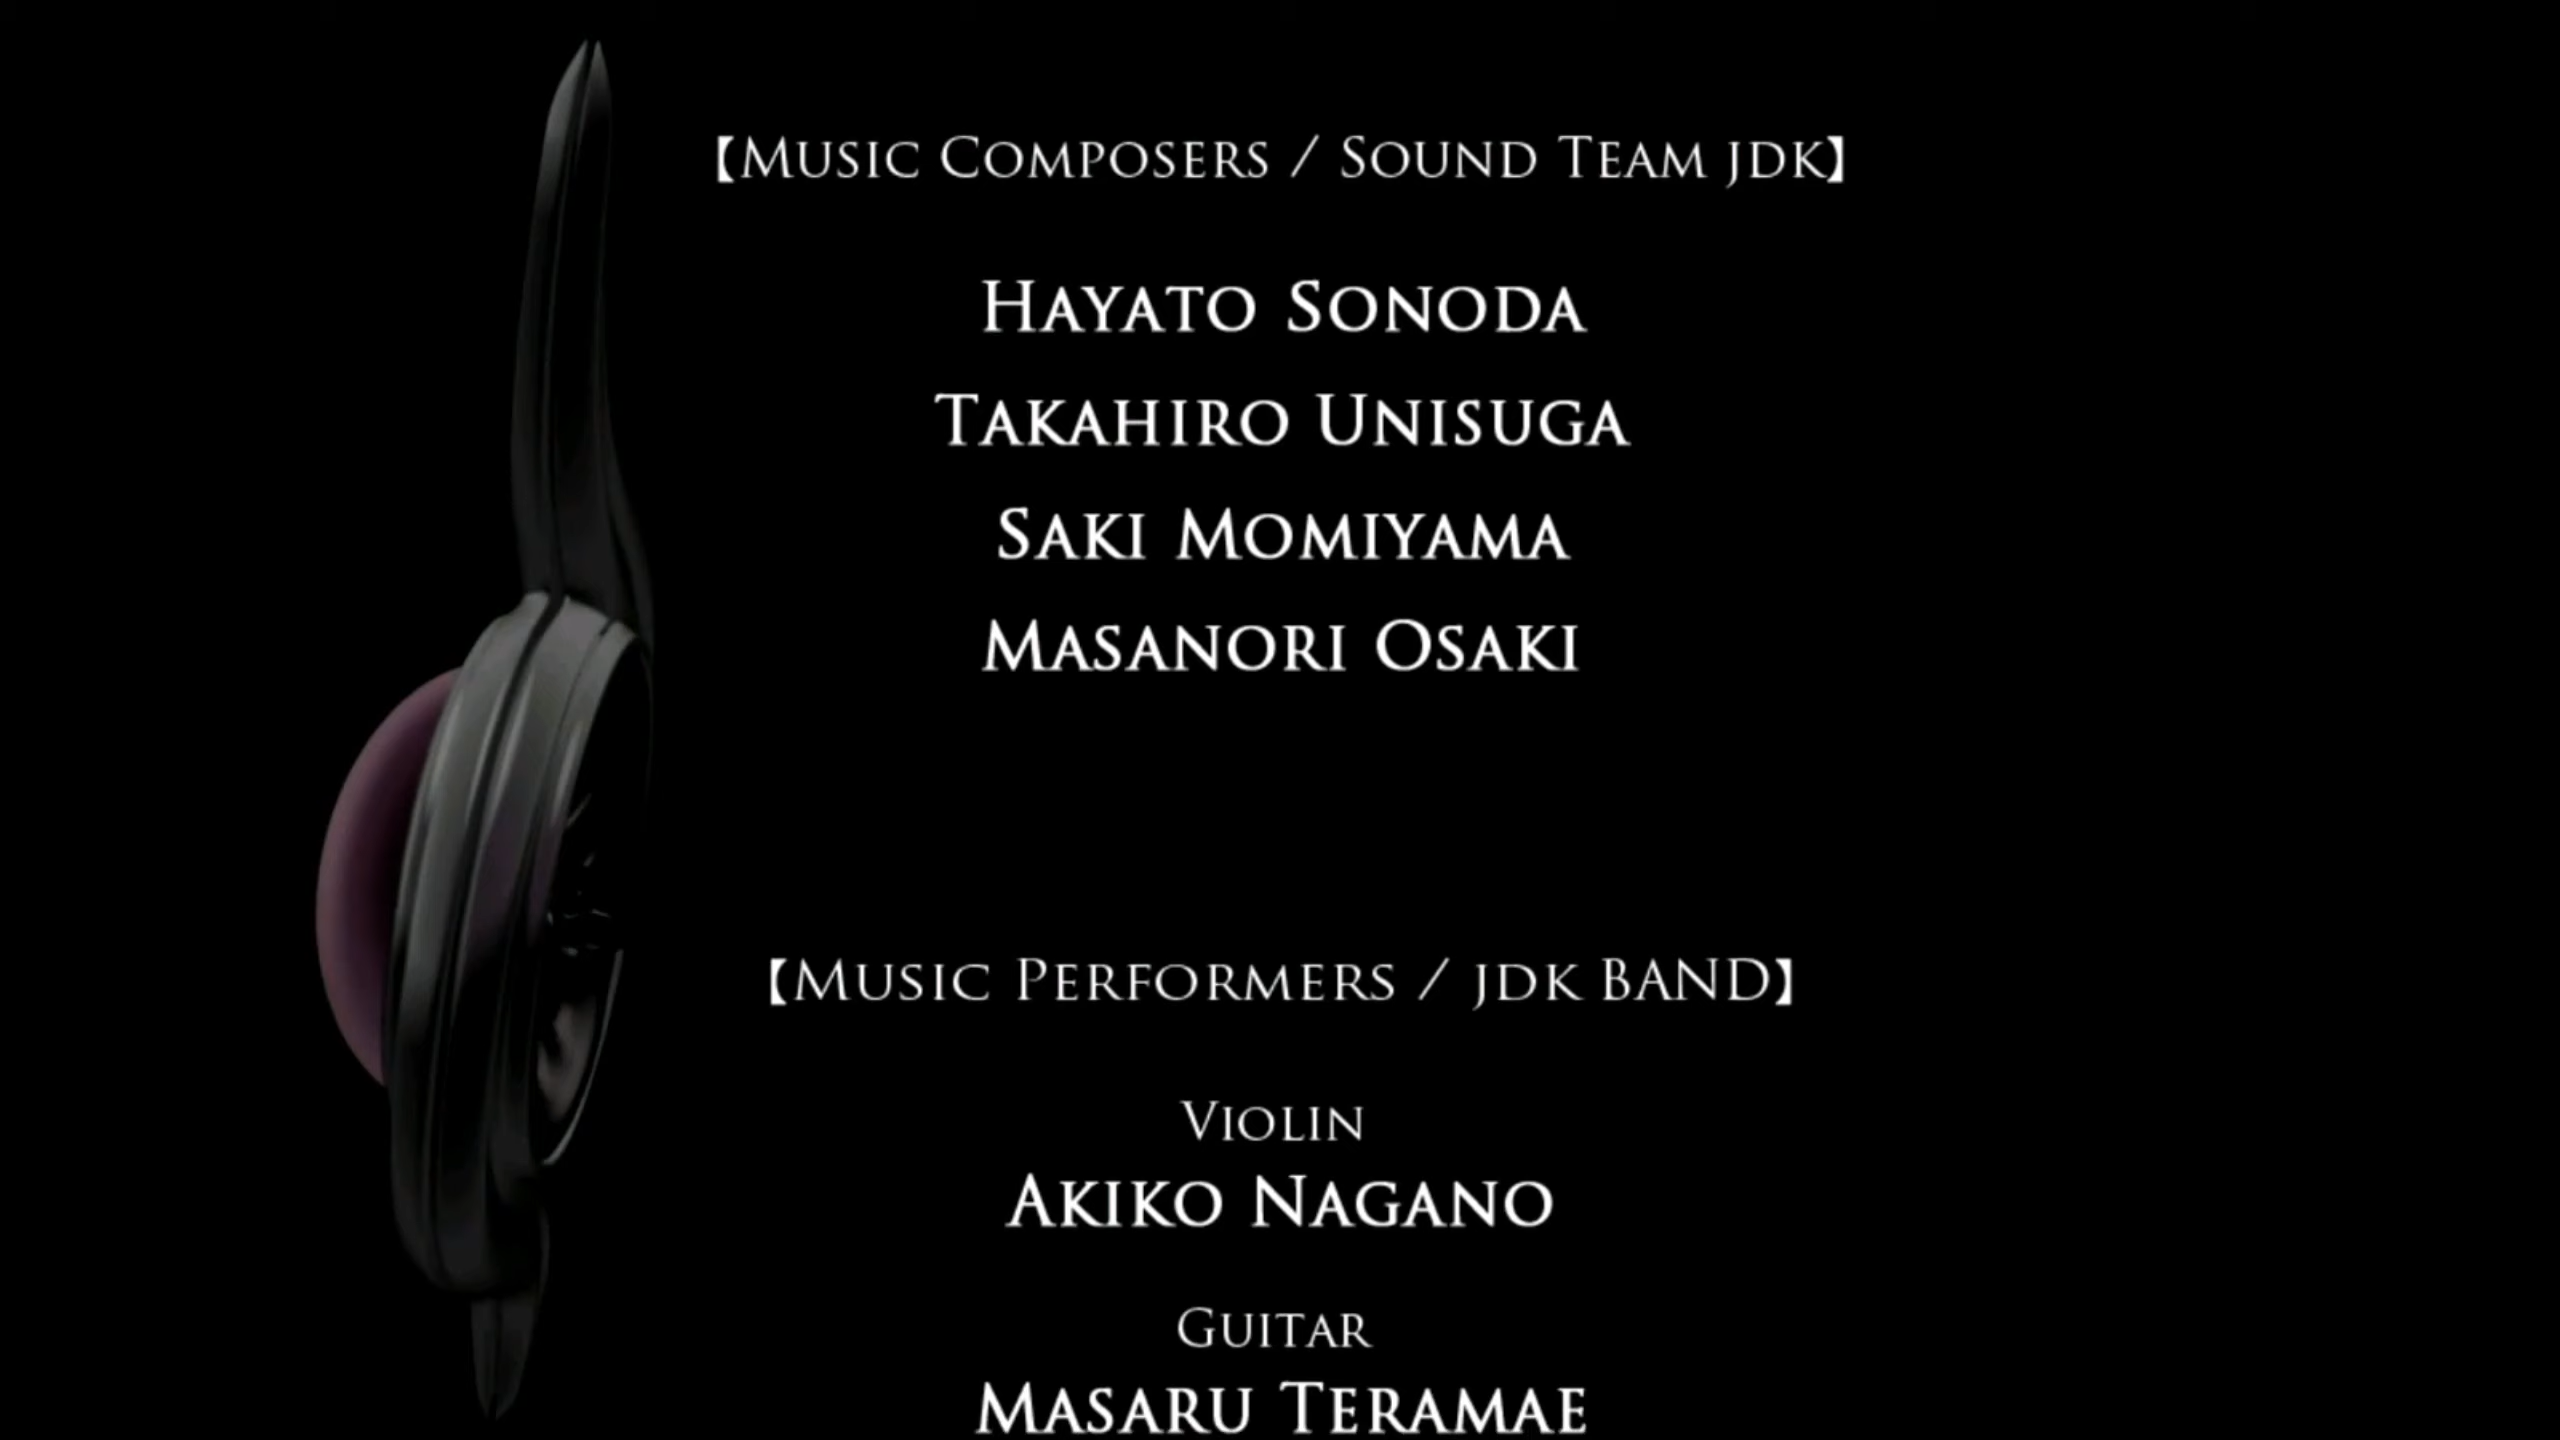 【Music Composers / Sound Team jdk】
Hayato Sonoda
Takahiro Unisuga
Saki Momiyama
Masanori Osaki
【Music Performers / jdk BAND】
Violin
Akiko Nagano
Guitar
Masaru Teramae